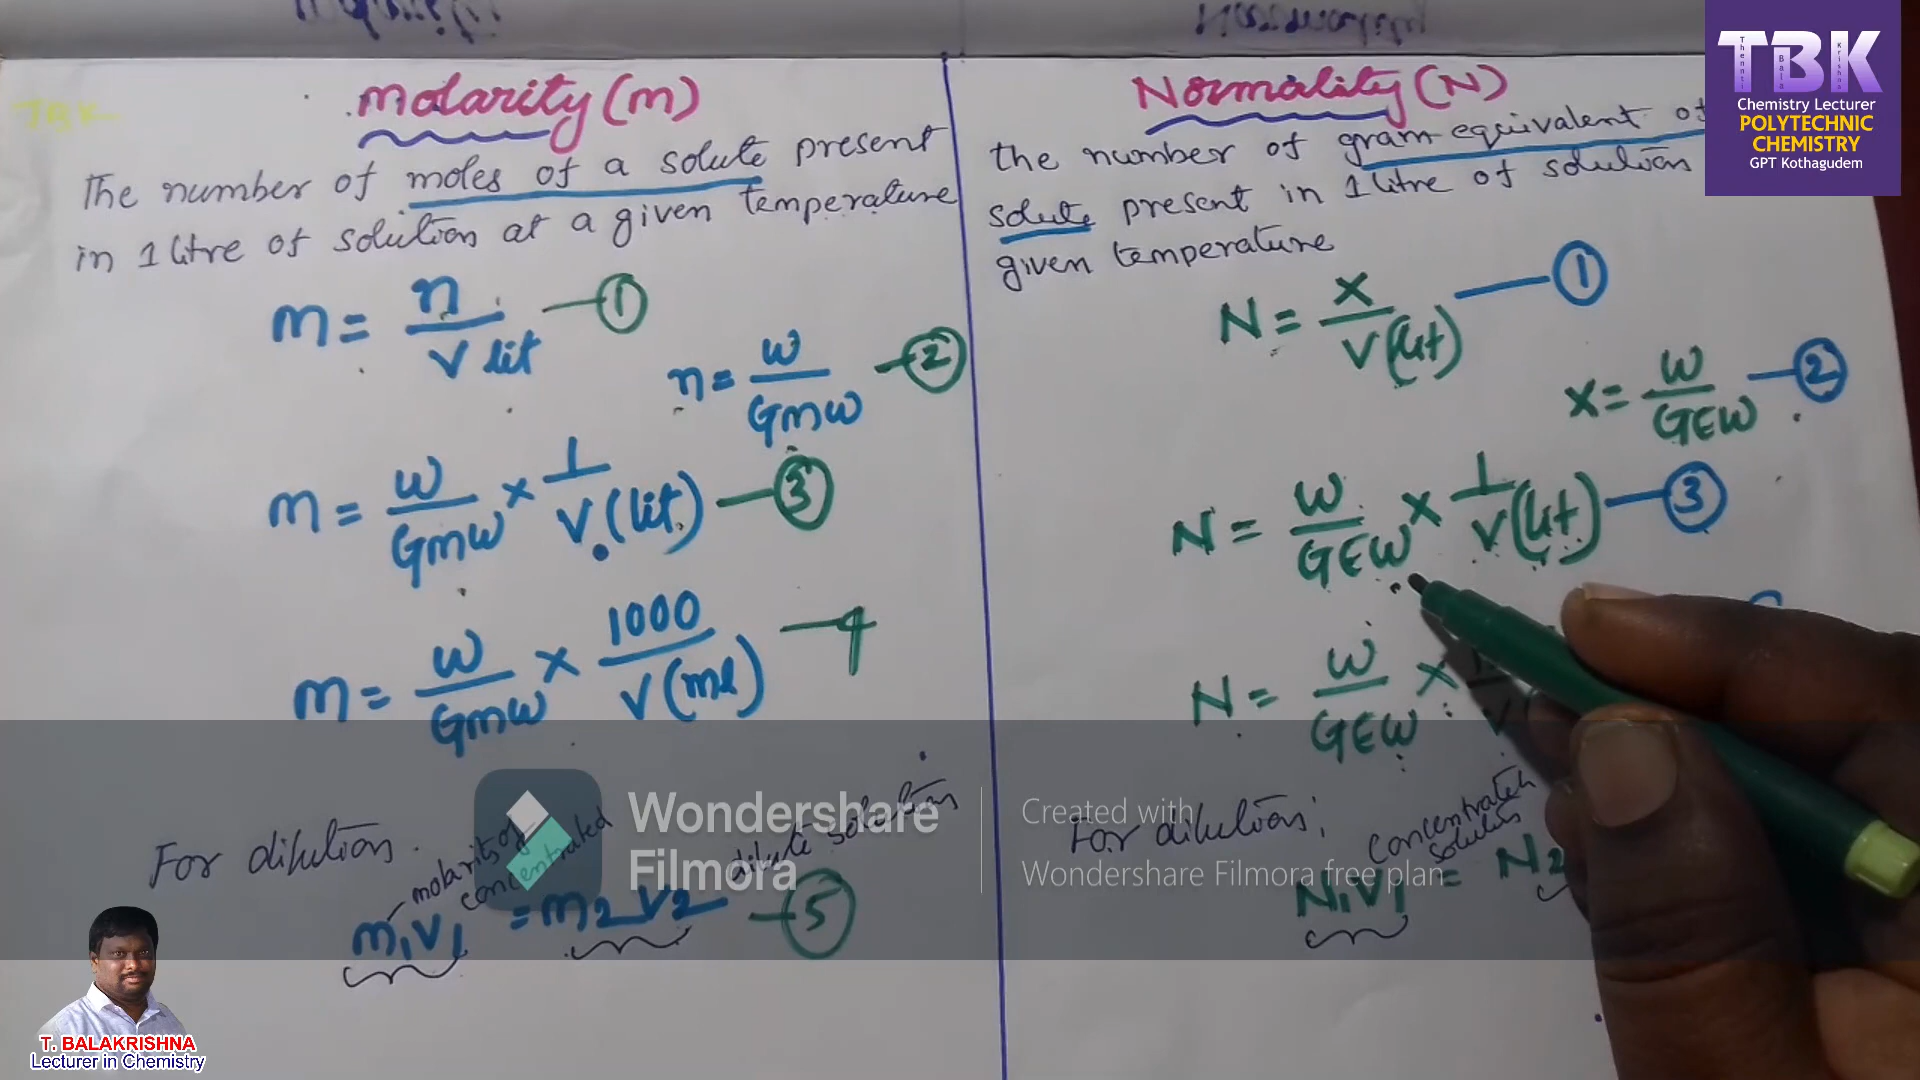 Molarity (m)
The number of moles of a solute present
in 1 litre of solution at a given temperature
m = n / V lit — ①
n = w / GMW — ②
m = w / GMW × 1 / V (lit) — ③
m = w / GMW × 1000 / V (ml) — 4
For dilution.
molarity of
concentrated
dilute solution
m1V1 = m2V2 — ⑤
Normality (N)
the number of gram equivalent of
solute present in 1 litre of solution
given temperature
N = x / V (lit) — ①
x = w / GEW — ②
N = w / GEW × 1 / V (lit) — ③
N = w / GEW ×
For dilution;
concentrated
solution
N1V1 = N2
TBK
TBK
Thennti
Bala
Krishna
Chemistry Lecturer
POLYTECHNIC
CHEMISTRY
GPT Kothagudem
Wondershare
Filmora
Created with
Wondershare Filmora free plan
T. BALAKRISHNA
Lecturer in Chemistry